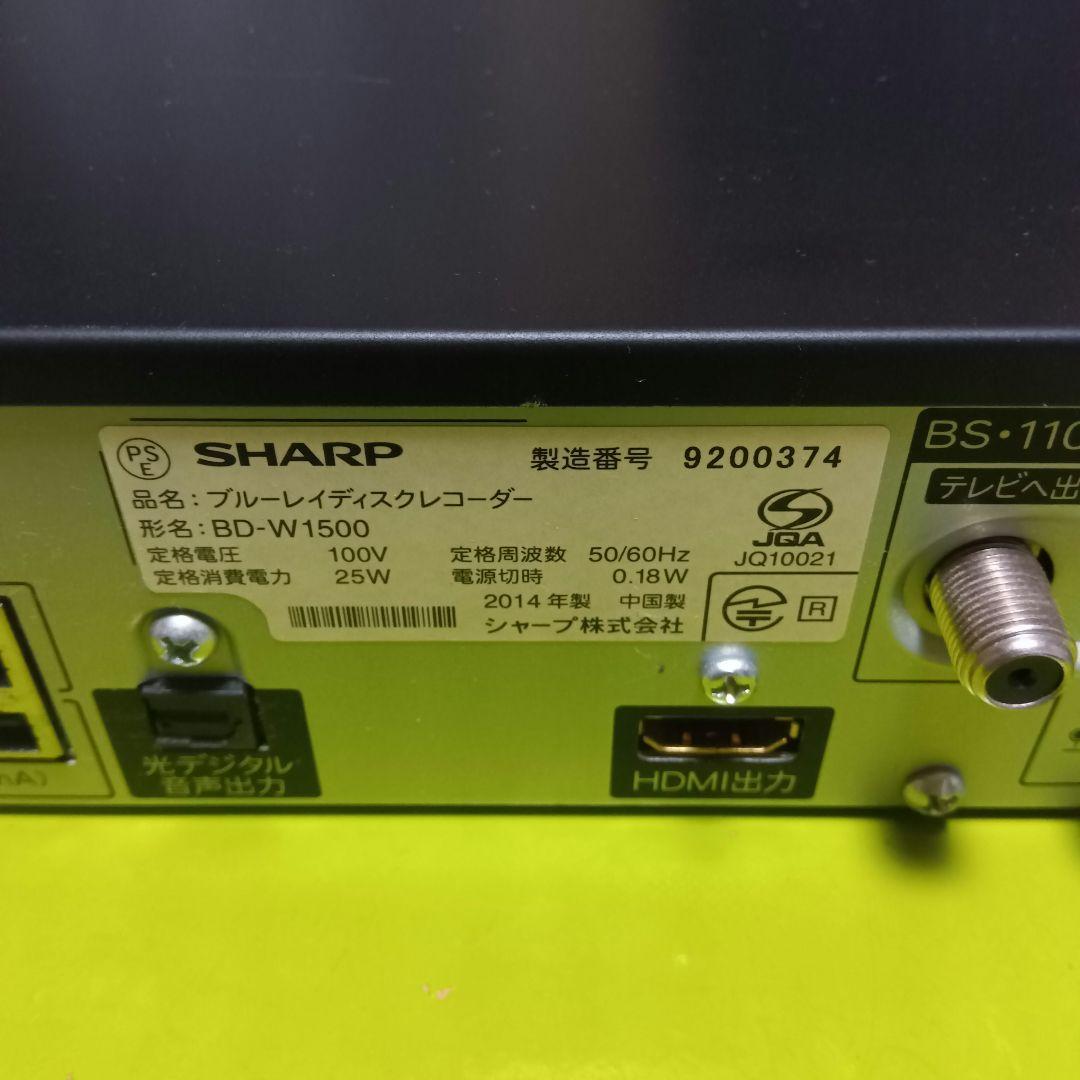 PSE SHARP 製造番号 9200374
品名：ブルーレイディスクレコーダー
形名：BD-W1500
定格電圧 100V 定格周波数 50/60Hz
定格消費電力 25W 電源切時 0.18W
2014年製 中国製
シャープ株式会社
JQA
JQ10021
R
BS・110
テレビへ出
光デジタル
音声出力
HDMI出力
mA)